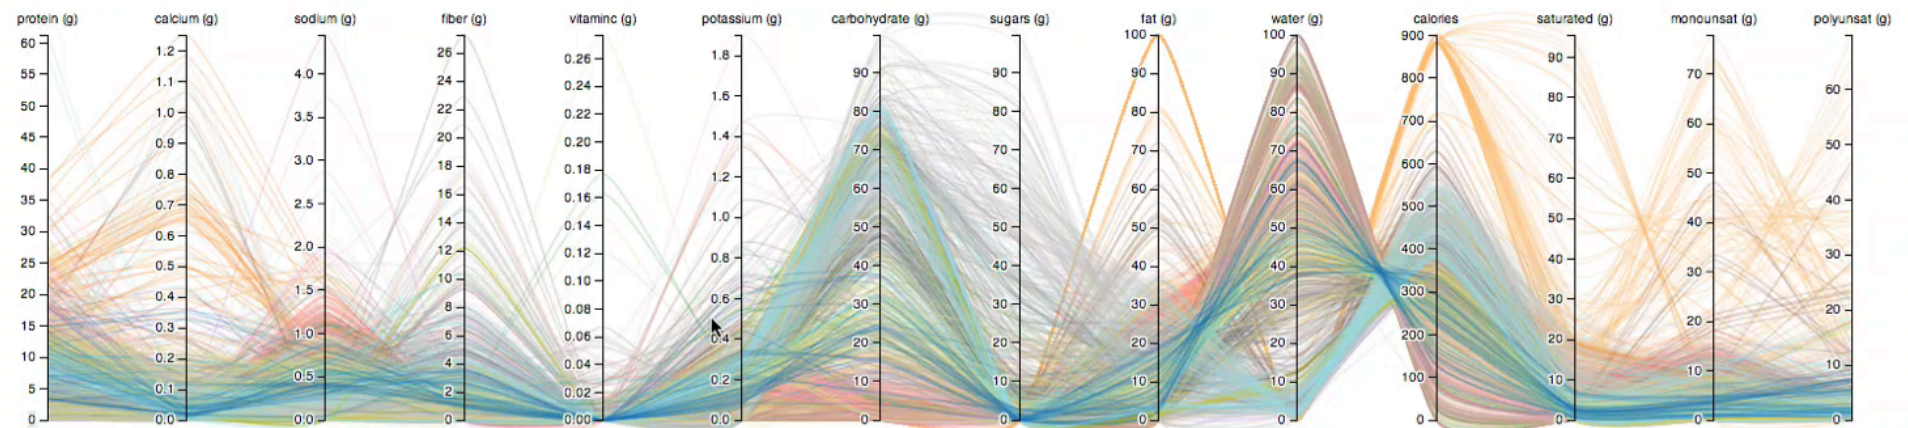 protein (g) calcium (g) sodium (g) fiber (g) vitaminc (g) potassium (g) carbohydrate (g) sugars (g) fat (g) water (g) calories saturated (g) monounsat (g) polyunsat (g)
60 55 50 45 40 35 30 25 20 15 10 5 0
1.2 1.1 1.0 0.9 0.8 0.7 0.6 0.5 0.4 0.3 0.2 0.1 0.0
4.0 3.5 3.0 2.5 2.0 1.5 1.0 0.5 0.0
26 24 22 20 18 16 14 12 10 8 6 4 2 0
0.26 0.24 0.22 0.20 0.18 0.16 0.14 0.12 0.10 0.08 0.06 0.04 0.02 0.00
1.8 1.6 1.4 1.2 1.0 0.8 0.6 0.4 0.2 0.0
90 80 70 60 50 40 30 20 10 0
90 80 70 60 50 40 30 20 10 0
100 90 80 70 60 50 40 30 20 10 0
100 90 80 70 60 50 40 30 20 10 0
900 800 700 600 500 400 300 200 100 0
90 80 70 60 50 40 30 20 10 0
70 60 50 40 30 20 10 0
60 50 40 30 20 10 0